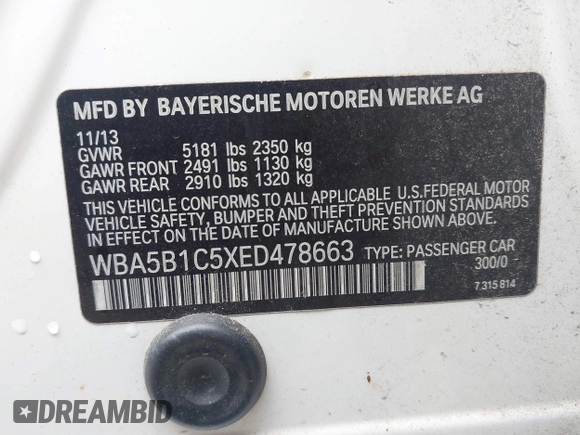 MFD BY BAYERISCHE MOTOREN WERKE AG
11/13
GVWR 5181 lbs 2350 kg
GAWR FRONT 2491 lbs 1130 kg
GAWR REAR 2910 lbs 1320 kg
THIS VEHICLE CONFORMS TO ALL APPLICABLE U.S.FEDERAL MOTOR
VEHICLE SAFETY, BUMPER AND THEFT PREVENTION STANDARDS
IN EFFECT ON THE DATE OF MANUFACTURE SHOWN ABOVE.
WBA5B1C5XED478663 TYPE: PASSENGER CAR
300/0
7.315 814
DREAMBID